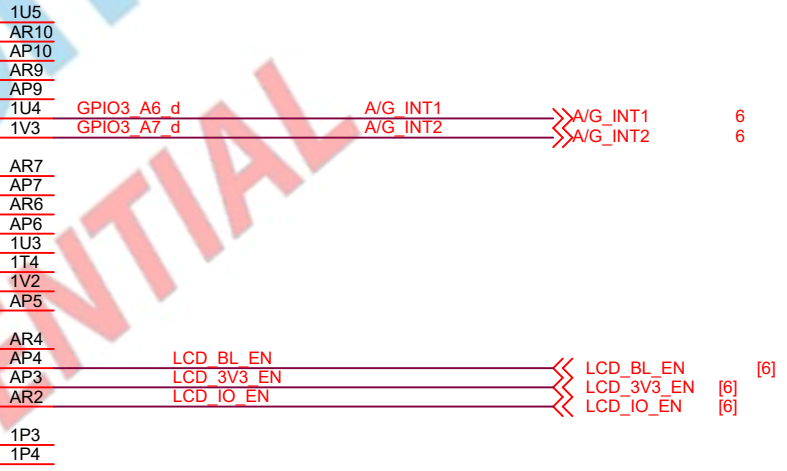 1U5
AR10
AP10
AR9
AP9
1U4 GPIO3_A6_d A/G_INT1 A/G_INT1 6
1V3 GPIO3_A7_d A/G_INT2 A/G_INT2 6
AR7
AP7
AR6
AP6
1U3
1T4
1V2
AP5
AR4
AP4 LCD_BL_EN LCD_BL_EN [6]
AP3 LCD_3V3_EN LCD_3V3_EN [6]
AR2 LCD_IO_EN LCD_IO_EN [6]
1P3
1P4
ENTIAL